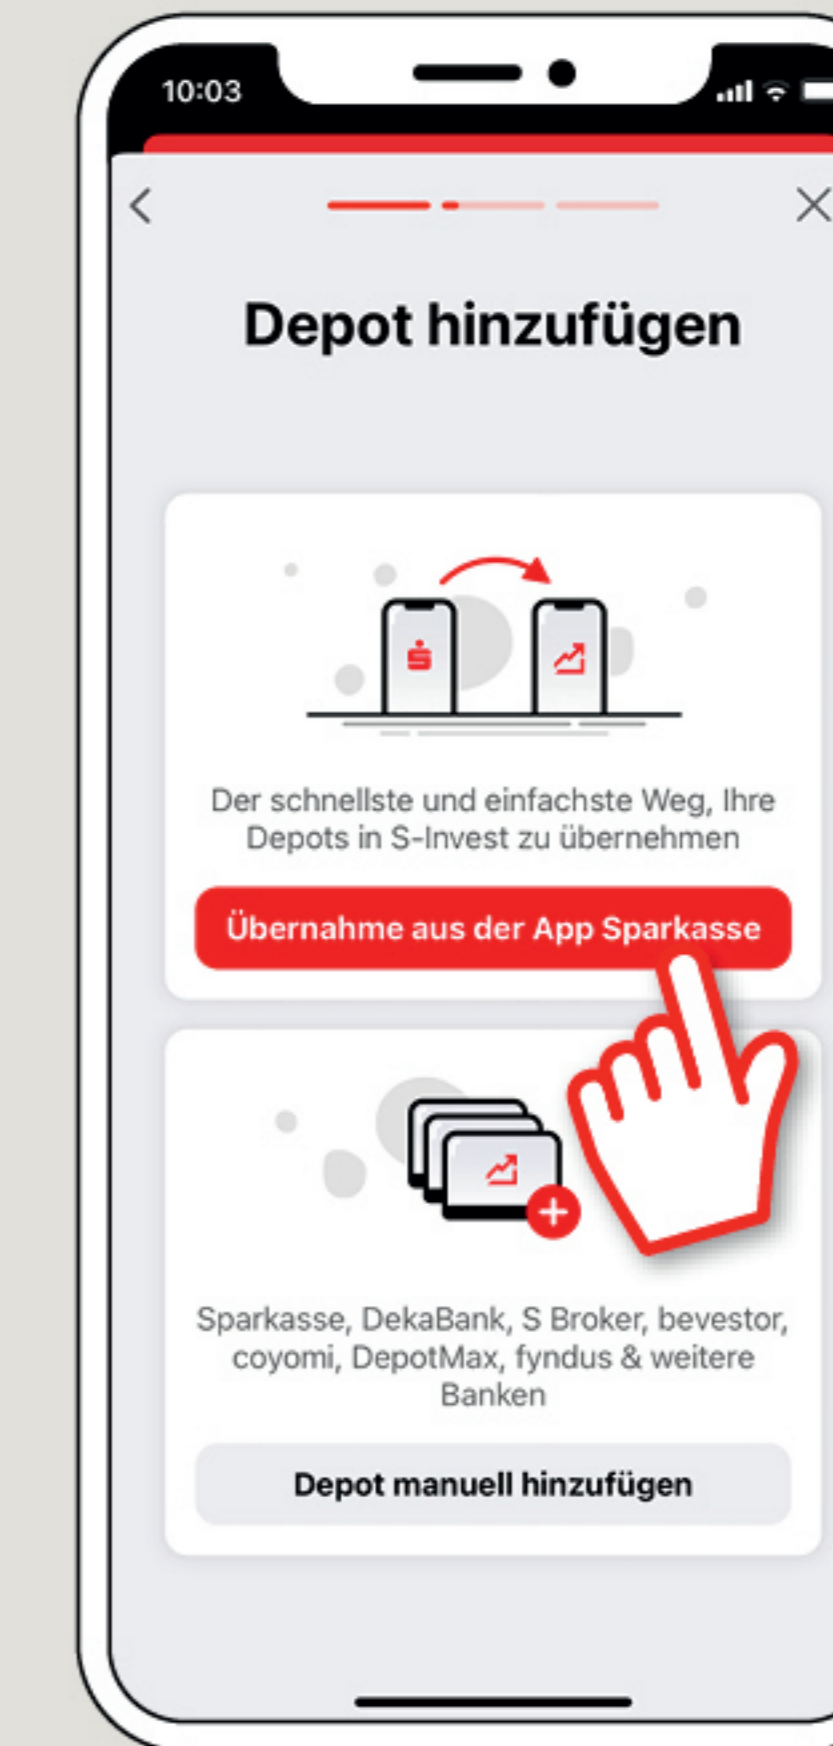 10:03
Depot hinzufügen
Der schnellste und einfachste Weg, Ihre
Depots in S-Invest zu übernehmen
Übernahme aus der App Sparkasse
Sparkasse, DekaBank, S Broker, bevestor,
coyomi, DepotMax, fyndus & weitere
Banken
Depot manuell hinzufügen